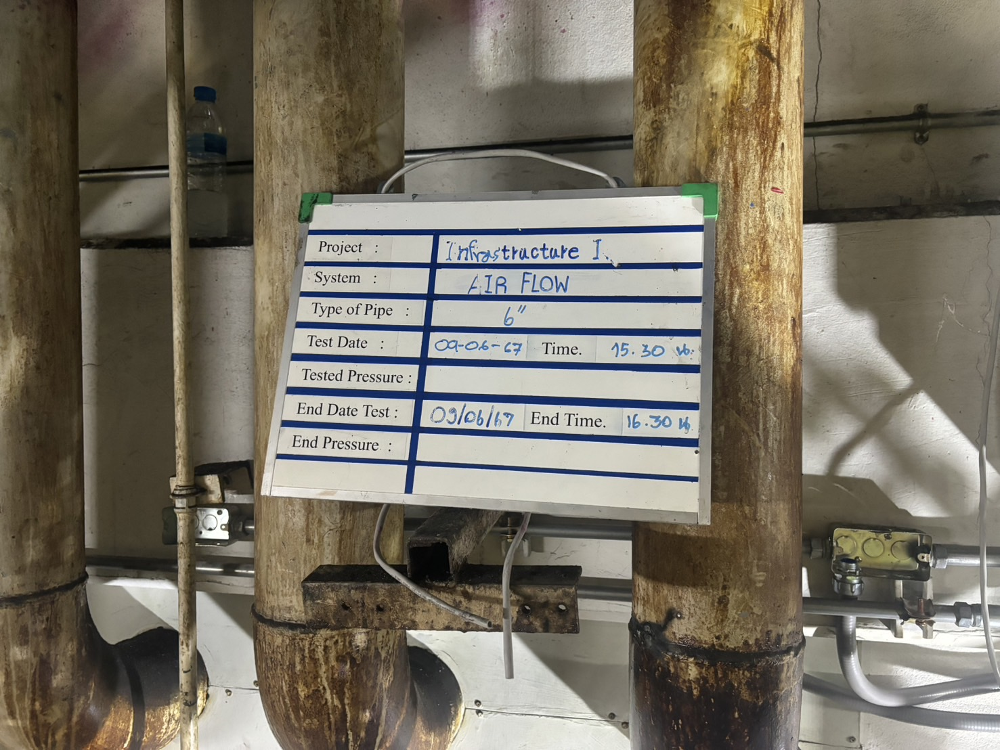 Project : Infrastructure I
System : AIR FLOW
Type of Pipe : 6"
Test Date : 09-06-67 Time. 15.30 น.
Tested Pressure :
End Date Test : 09/06/67 End Time. 16.30 น.
End Pressure :